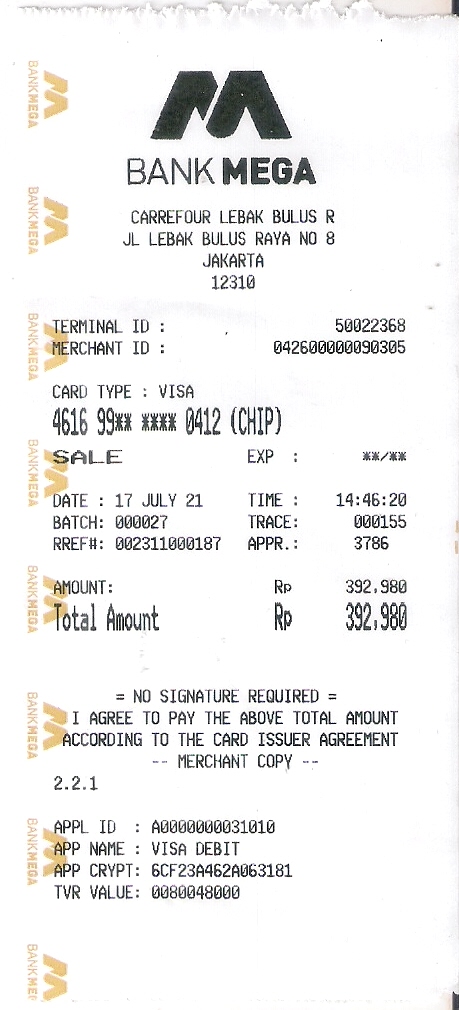 BANK MEGA
CARREFOUR LEBAK BULUS R
JL LEBAK BULUS RAYA NO 8
JAKARTA
12310
TERMINAL ID : 50022368
MERCHANT ID : 042600000090305
CARD TYPE : VISA
4616 99** **** 0412 (CHIP)
SALE EXP : **/**
DATE : 17 JULY 21 TIME : 14:46:20
BATCH: 000027 TRACE: 000155
RREF#: 002311000187 APPR.: 3786
AMOUNT: Rp 392,980
Total Amount Rp 392,980
= NO SIGNATURE REQUIRED =
I AGREE TO PAY THE ABOVE TOTAL AMOUNT
ACCORDING TO THE CARD ISSUER AGREEMENT
-- MERCHANT COPY --
2.2.1
APPL ID : A0000000031010
APP NAME : VISA DEBIT
APP CRYPT: 6CF23A462A063181
TVR VALUE: 0080048000
BANKMEGA
BANKMEGA
BANKMEGA
BANKMEGA
BANKMEGA
BANKMEGA
BANKMEGA
BANKMEGA